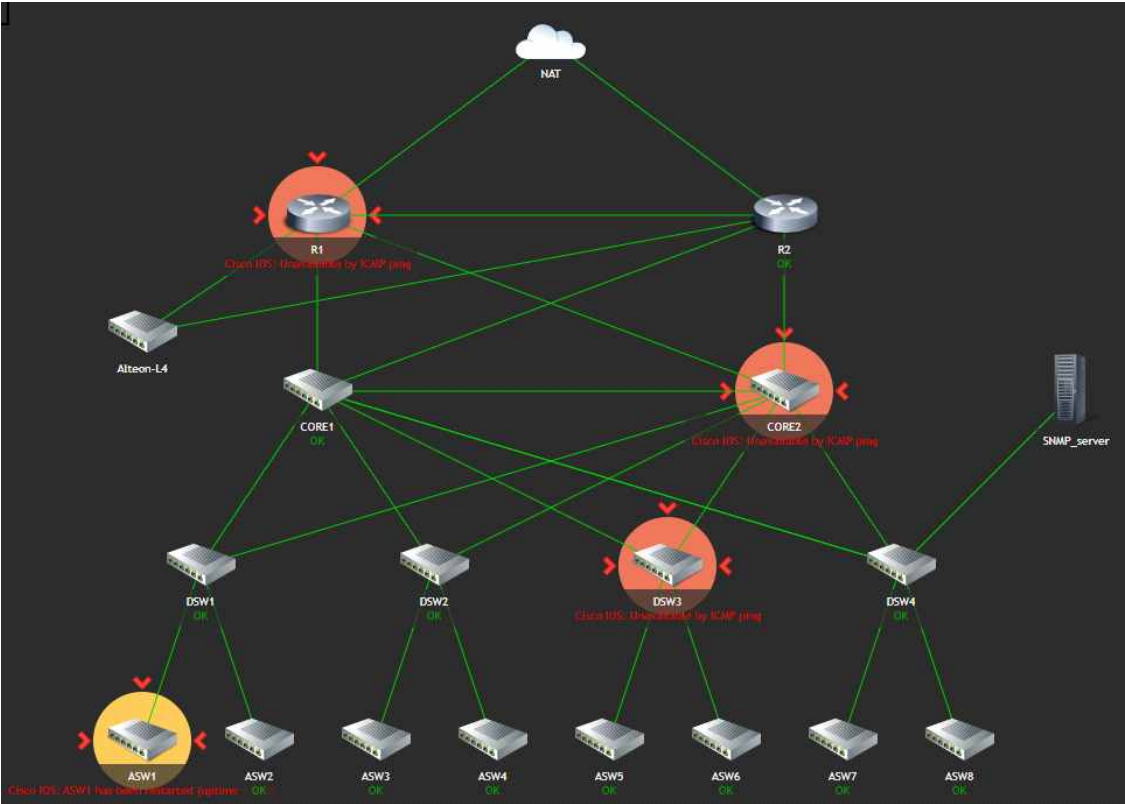 NAT
R1
Cisco IOS: Unavailable by ICMP ping
R2
OK
Alteon-L4
CORE1
OK
CORE2
Cisco IOS: Unavailable by ICMP ping
SNMP_server
DSW1
OK
DSW2
OK
DSW3
Cisco IOS: Unavailable by ICMP ping
DSW4
OK
ASW1
Cisco IOS: ASW1 has been restarted (uptime
ASW2
OK
ASW3
OK
ASW4
OK
ASW5
OK
ASW6
OK
ASW7
OK
ASW8
OK